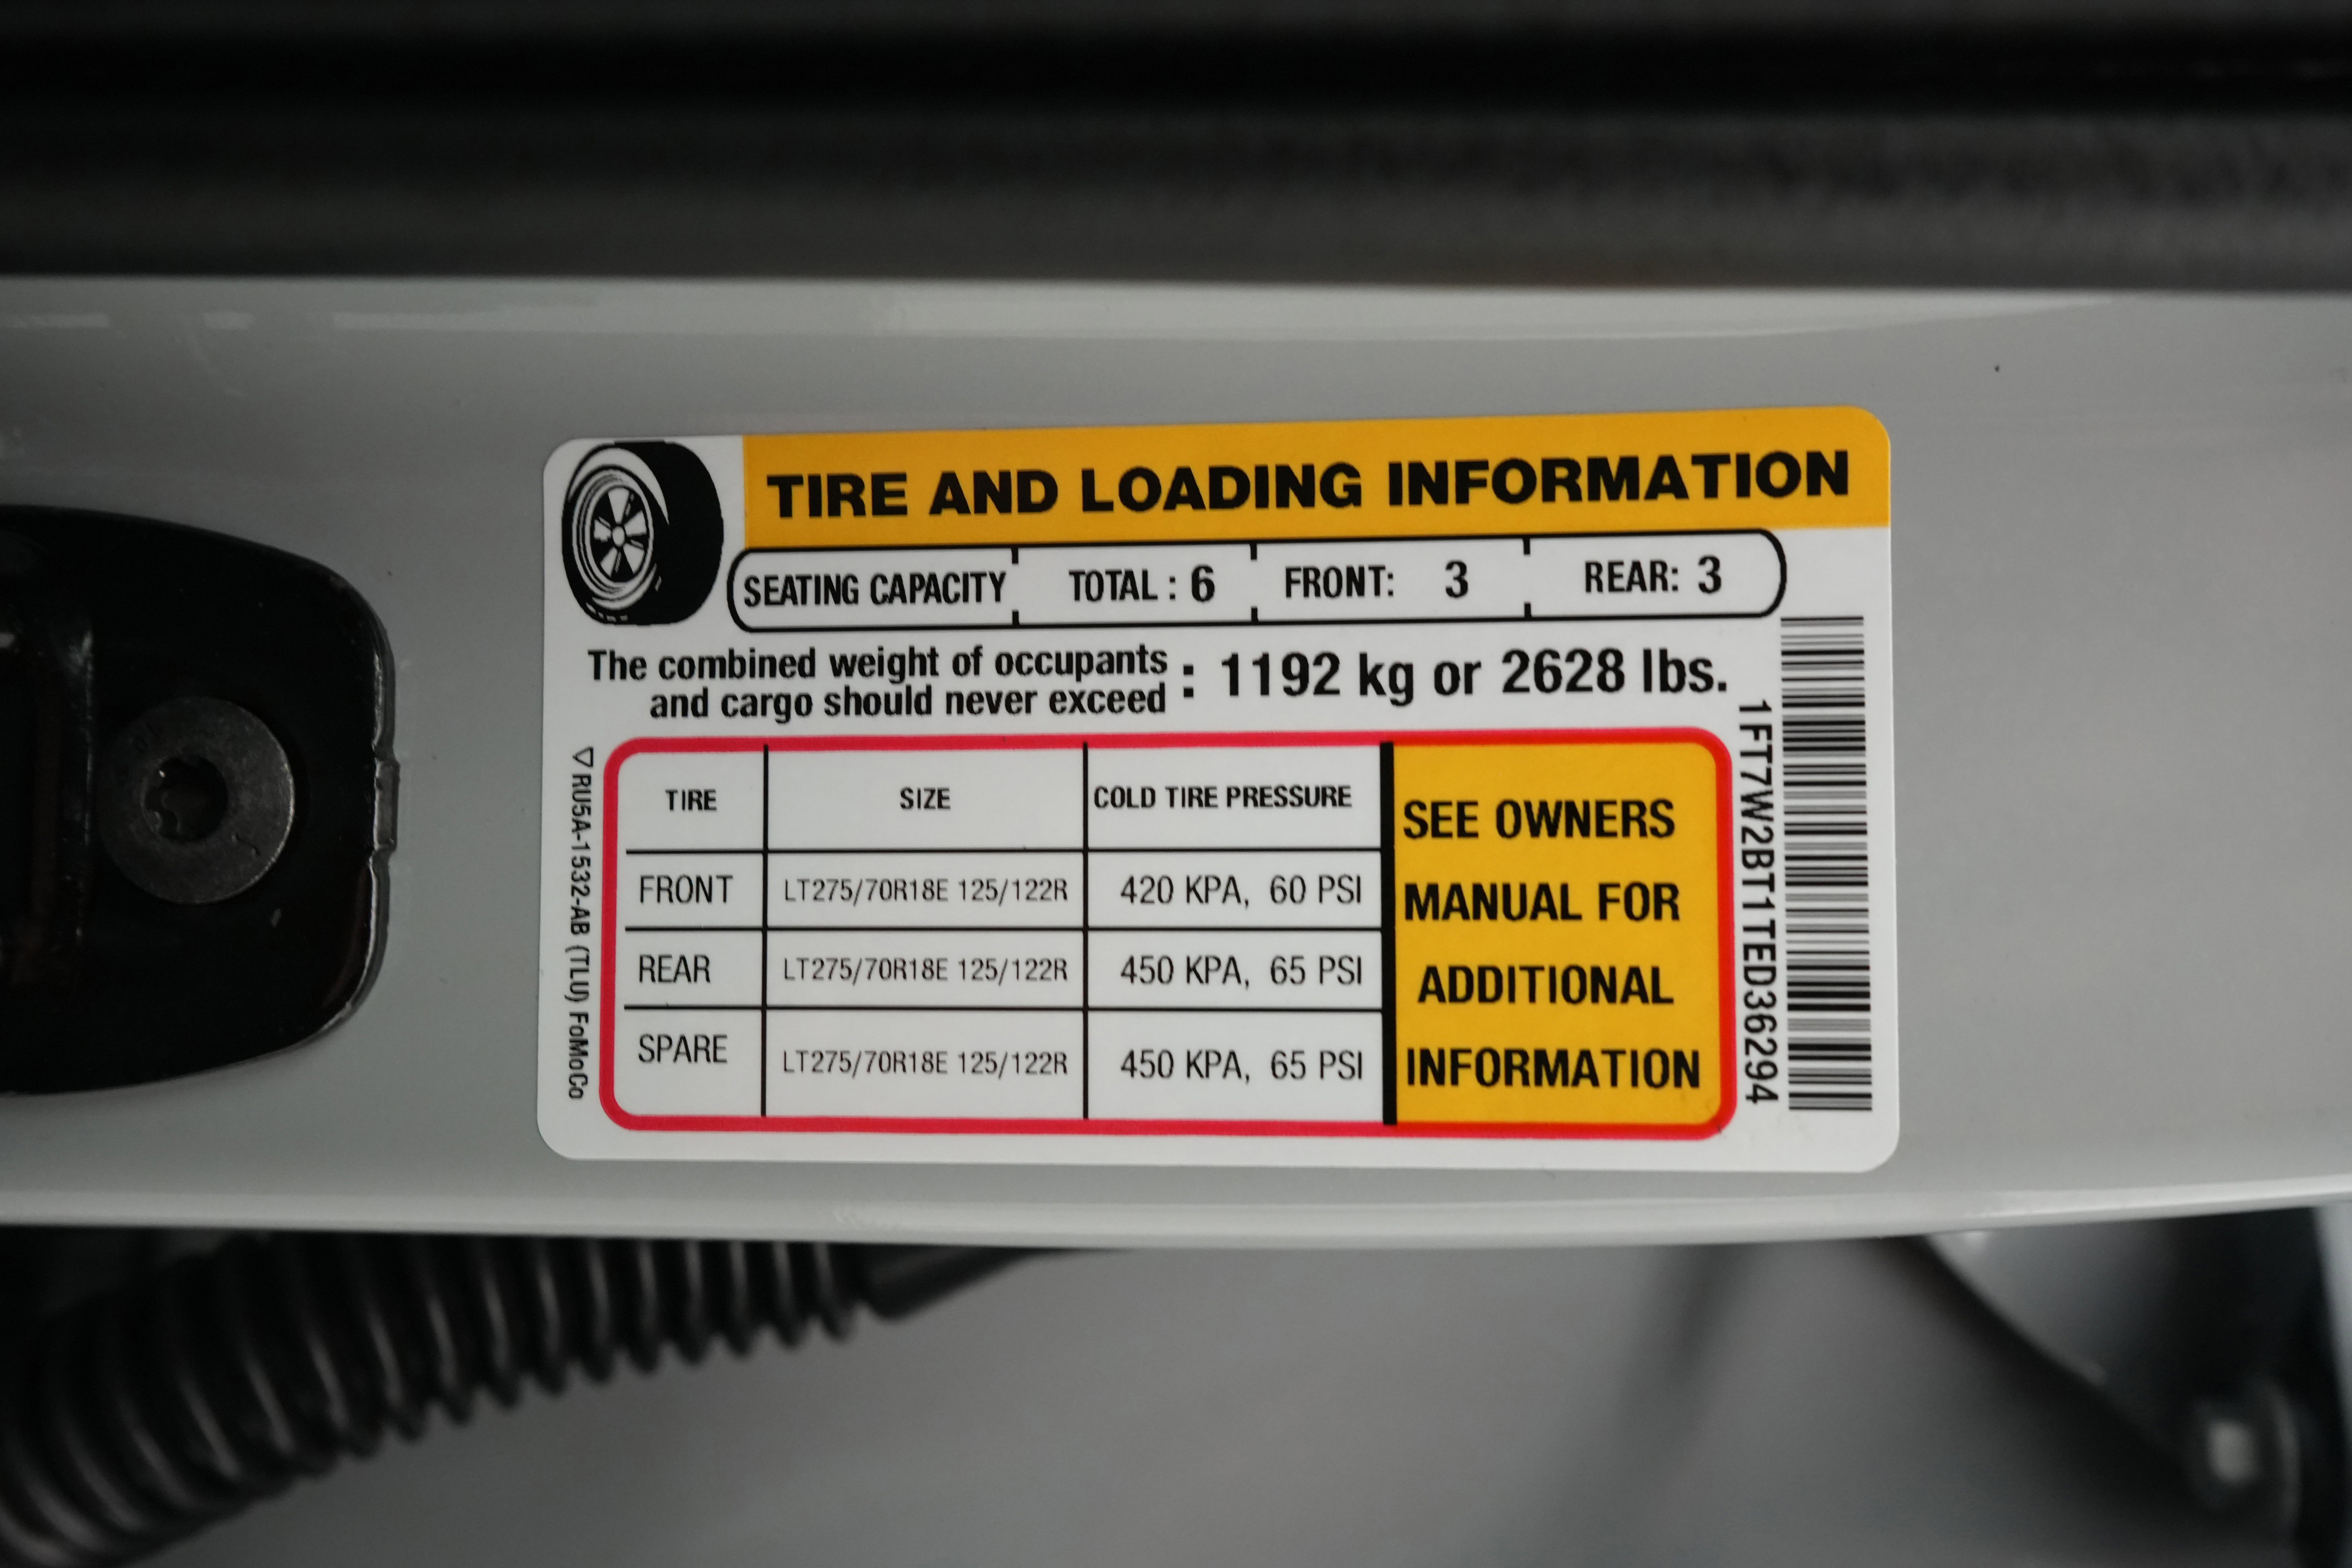 TIRE AND LOADING INFORMATION
SEATING CAPACITY TOTAL : 6 FRONT: 3 REAR: 3
The combined weight of occupants
and cargo should never exceed : 1192 kg or 2628 lbs.
TIRE SIZE COLD TIRE PRESSURE
FRONT LT275/70R18E 125/122R 420 KPA, 60 PSI
REAR LT275/70R18E 125/122R 450 KPA, 65 PSI
SPARE LT275/70R18E 125/122R 450 KPA, 65 PSI
SEE OWNERS
MANUAL FOR
ADDITIONAL
INFORMATION
RU5A-1532-AB (TLU) FoMoCo
1FT7W2BT1TED36294